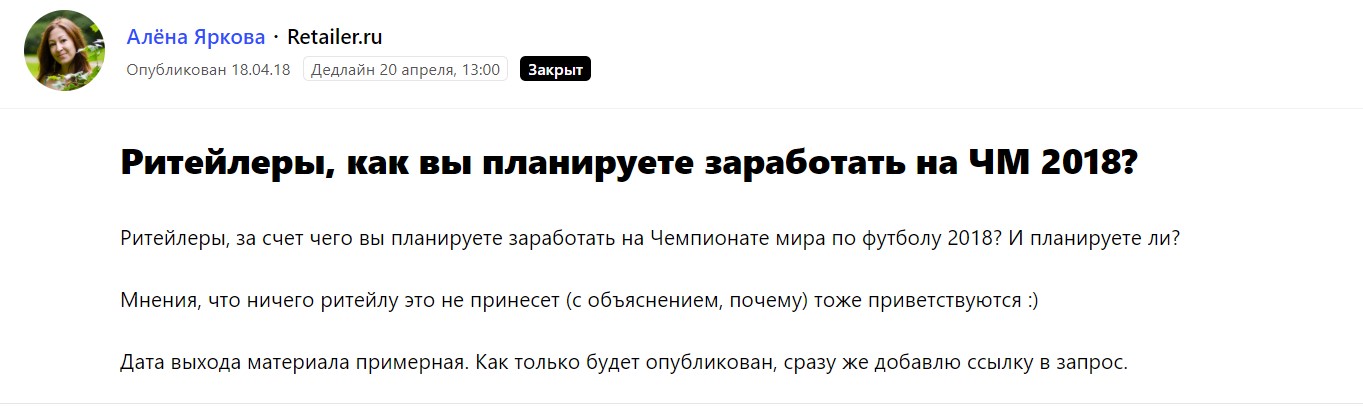 Алёна Яркова · Retailer.ru
Опубликован 18.04.18 Дедлайн 20 апреля, 13:00 Закрыт
Ритейлеры, как вы планируете заработать на ЧМ 2018?
Ритейлеры, за счет чего вы планируете заработать на Чемпионате мира по футболу 2018? И планируете ли?
Мнения, что ничего ритейлу это не принесет (с объяснением, почему) тоже приветствуются :)
Дата выхода материала примерная. Как только будет опубликован, сразу же добавлю ссылку в запрос.